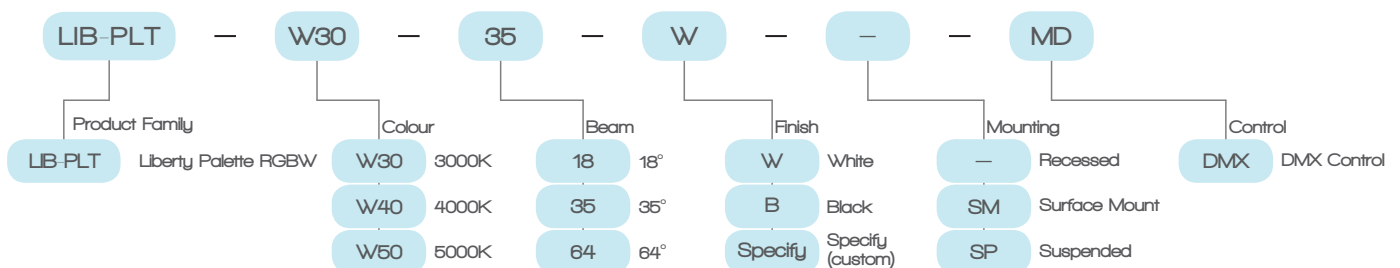 LIB-PLT — W30 — 35 — W — - — MD
Product Family Colour Beam Finish Mounting Control
LIB-PLT Liberty Palette RGBW W30 3000K 18 18° W White — Recessed DMX DMX Control
W40 4000K 35 35° B Black SM Surface Mount
W50 5000K 64 64° Specify Specify (custom) SP Suspended